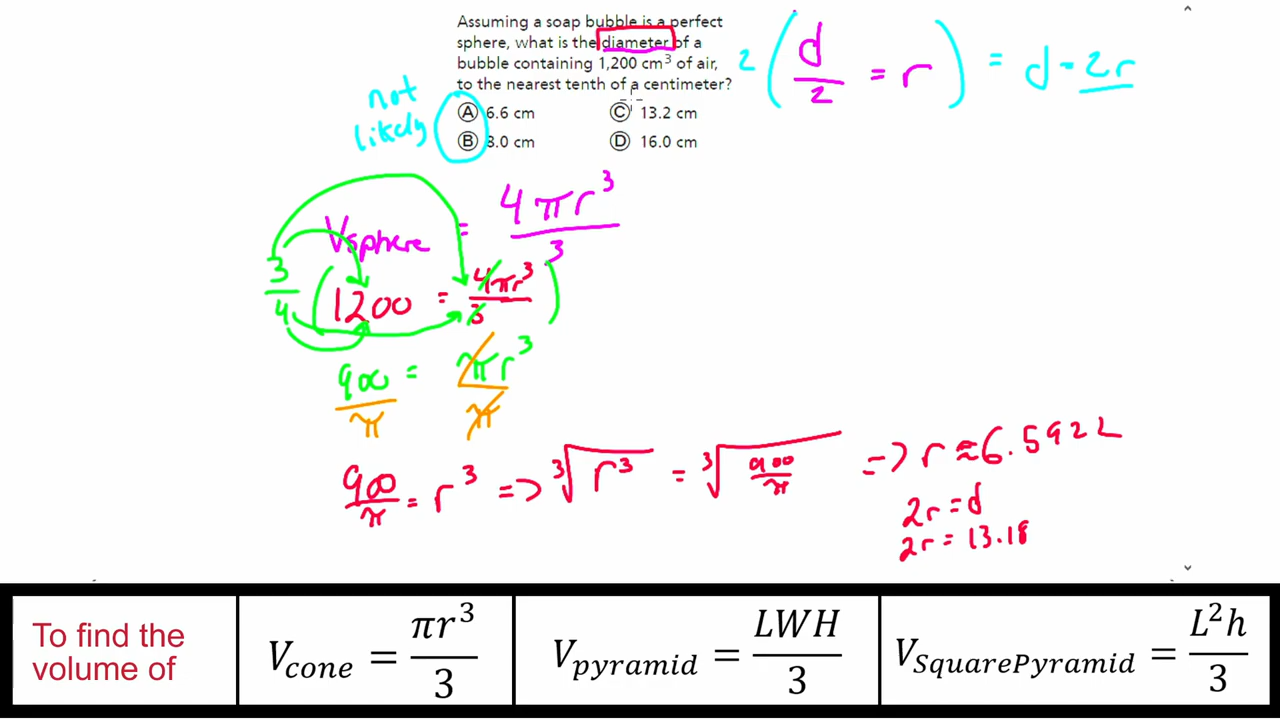 Assuming a soap bubble is a perfect
sphere, what is the diameter of a
bubble containing 1,200 cm³ of air,
to the nearest tenth of a centimeter?
Ⓐ 6.6 cm Ⓒ 13.2 cm
Ⓑ 8.0 cm Ⓓ 16.0 cm
not
likely
2 ( d/2 = r ) = d = 2r
Vsphere = 4πr³/3
3/4 ( 1200 = 4πr³/3 )
900/π = πr³/π
900/π = r³ => ³√r³ = ³√900/π => r ≈ 6.5922
2r = d
2r = 13.18
To find the
volume of
V_cone = πr³/3
V_pyramid = LWH/3
V_SquarePyramid = L²h/3